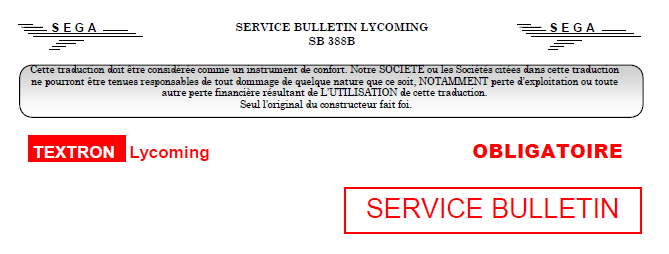 SEGA SERVICE BULLETIN LYCOMING SEGA
SB 388B
Cette traduction doit être considérée comme un instrument de confort. Notre SOCIETE ou les Sociétés citées dans cette traduction
ne pourront être tenues responsables de tout dommage de quelque nature que ce soit, NOTAMMENT perte d'exploitation ou toute
autre perte financière résultant de L'UTILISATION de cette traduction.
Seul l'original du constructeur fait foi.
TEXTRON Lycoming OBLIGATOIRE
SERVICE BULLETIN